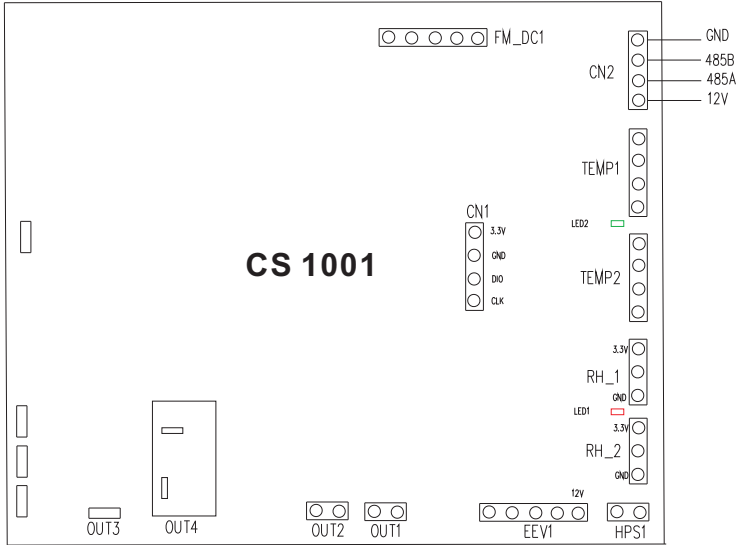 FM_DC1
GND
485B
CN2
485A
12V
TEMP1
CN1
LED2
3.3V
GND
CS 1001
DIO
TEMP2
CLK
3.3V
RH_1
GND
LED1
3.3V
RH_2
GND
12V
OUT3
OUT4
OUT2
OUT1
EEV1
HPS1